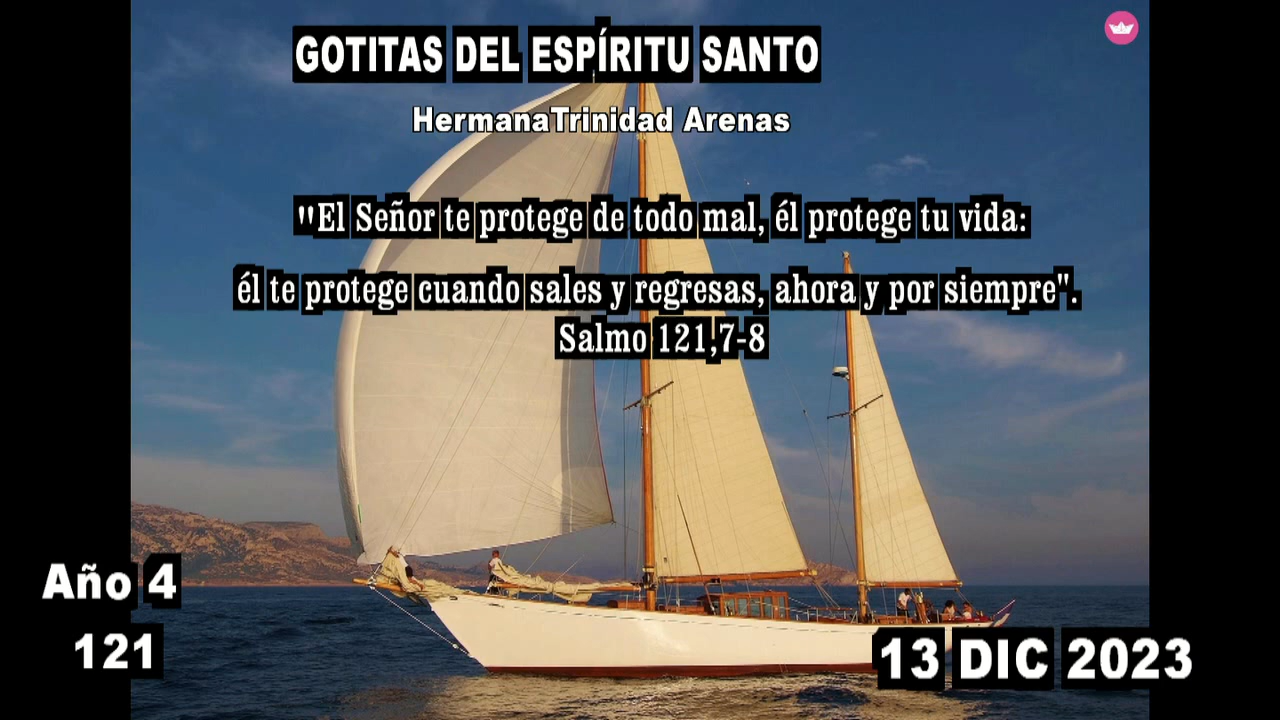 GOTITAS DEL ESPÍRITU SANTO
HermanaTrinidad Arenas
"El Señor te protege de todo mal, él protege tu vida:
él te protege cuando sales y regresas, ahora y por siempre".
Salmo 121,7-8
Año 4
121
13 DIC 2023